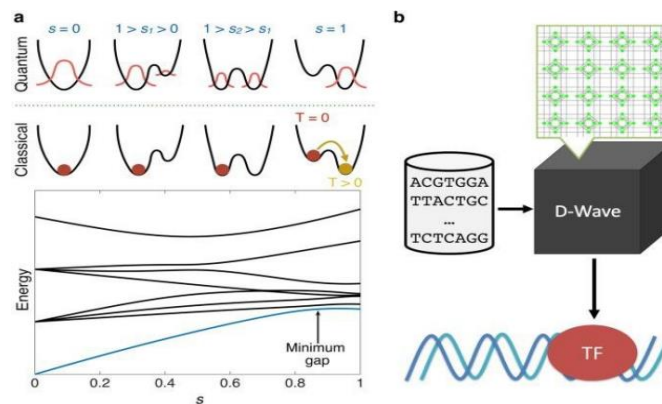 a
s = 0
1 > s₁ > 0
1 > s₂ > s₁
s = 1
Quantum
Classical
T = 0
T > 0
Energy
Minimum
gap
0
0.2
0.4
0.6
0.8
1
s
b
ACGTGGA
TTACTGC
...
TCTCAGG
D-Wave
TF